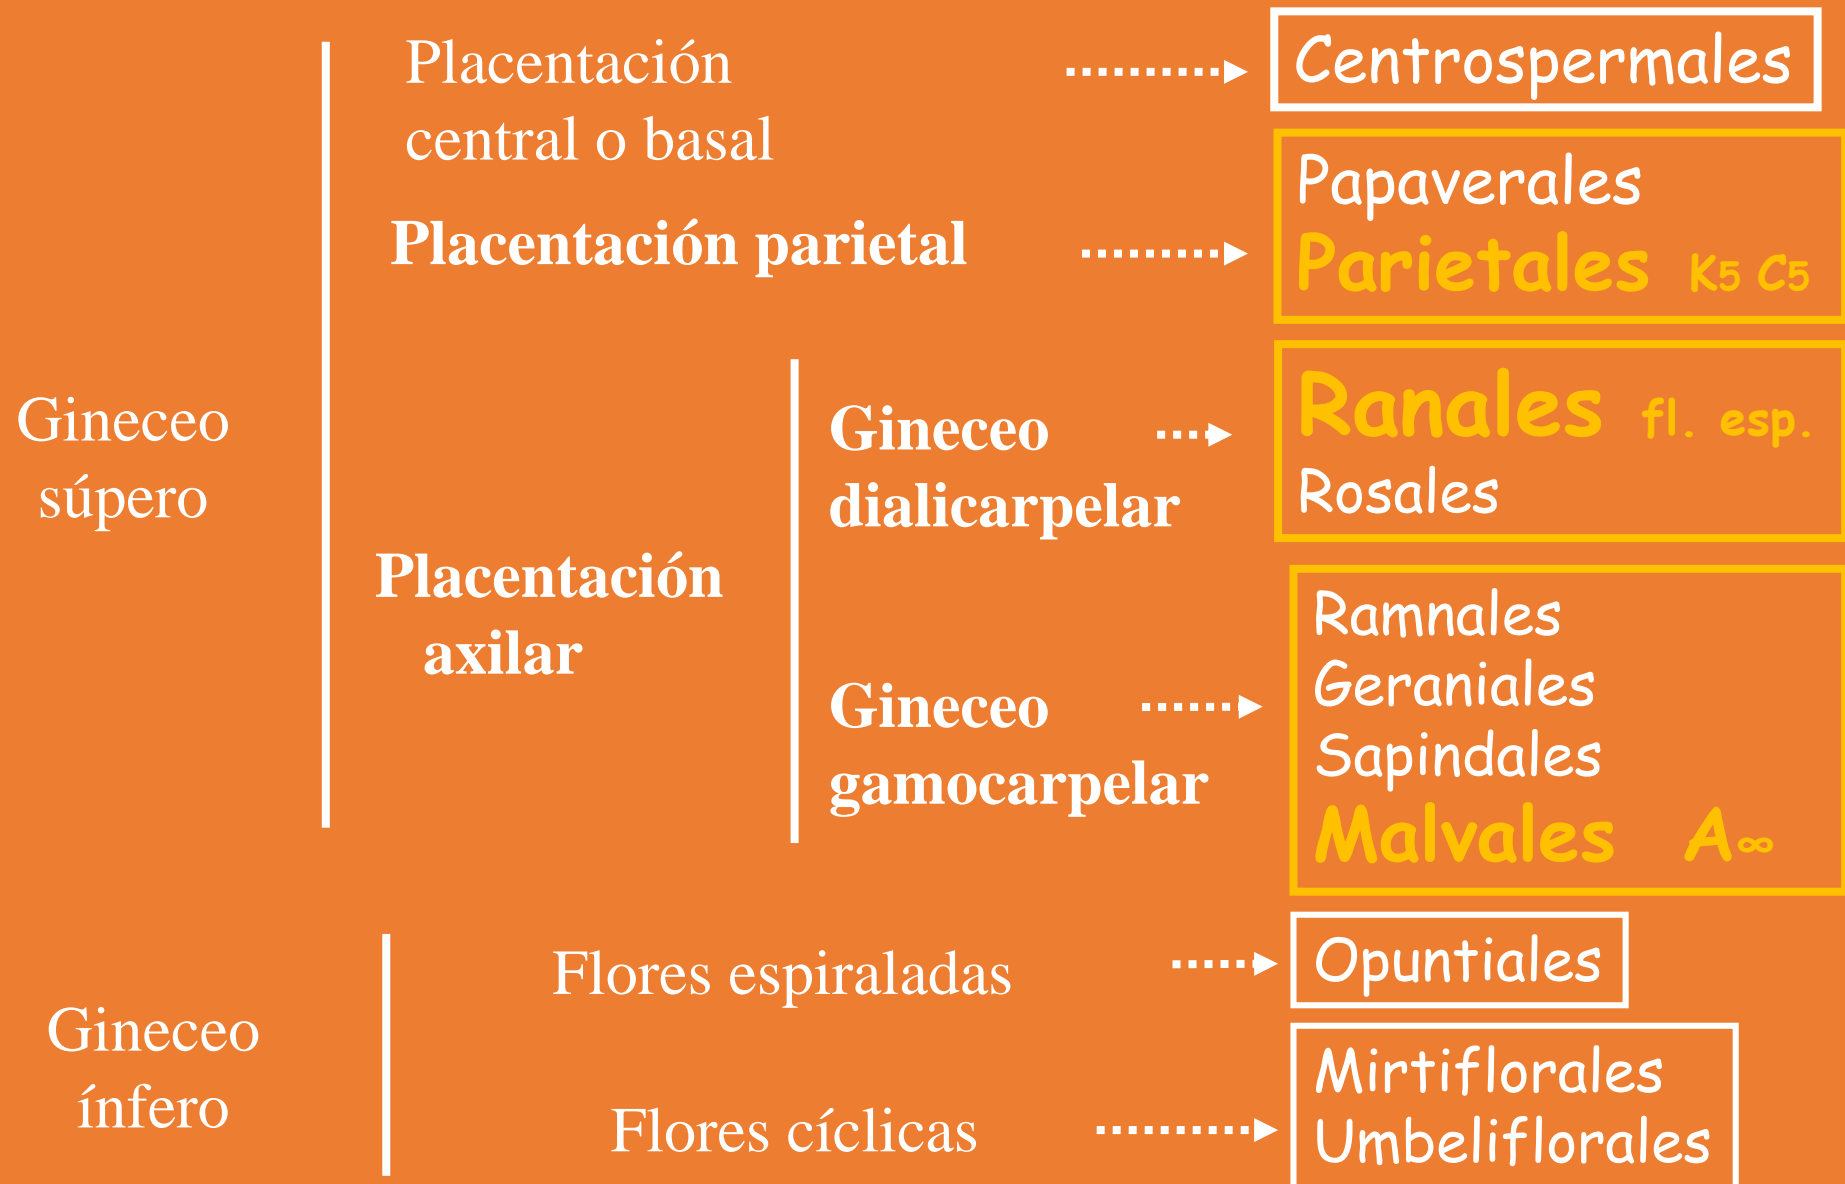 Gineceo
súpero
Placentación
central o basal
Centrospermales
Placentación parietal
Papaverales
Parietales K5 C5
Placentación
axilar
Gineceo
dialicarpelar
Ranales fl. esp.
Rosales
Gineceo
gamocarpelar
Ramnales
Geraniales
Sapindales
Malvales A∞
Gineceo
ínfero
Flores espiraladas
Opuntiales
Flores cíclicas
Mirtiflorales
Umbeliflorales